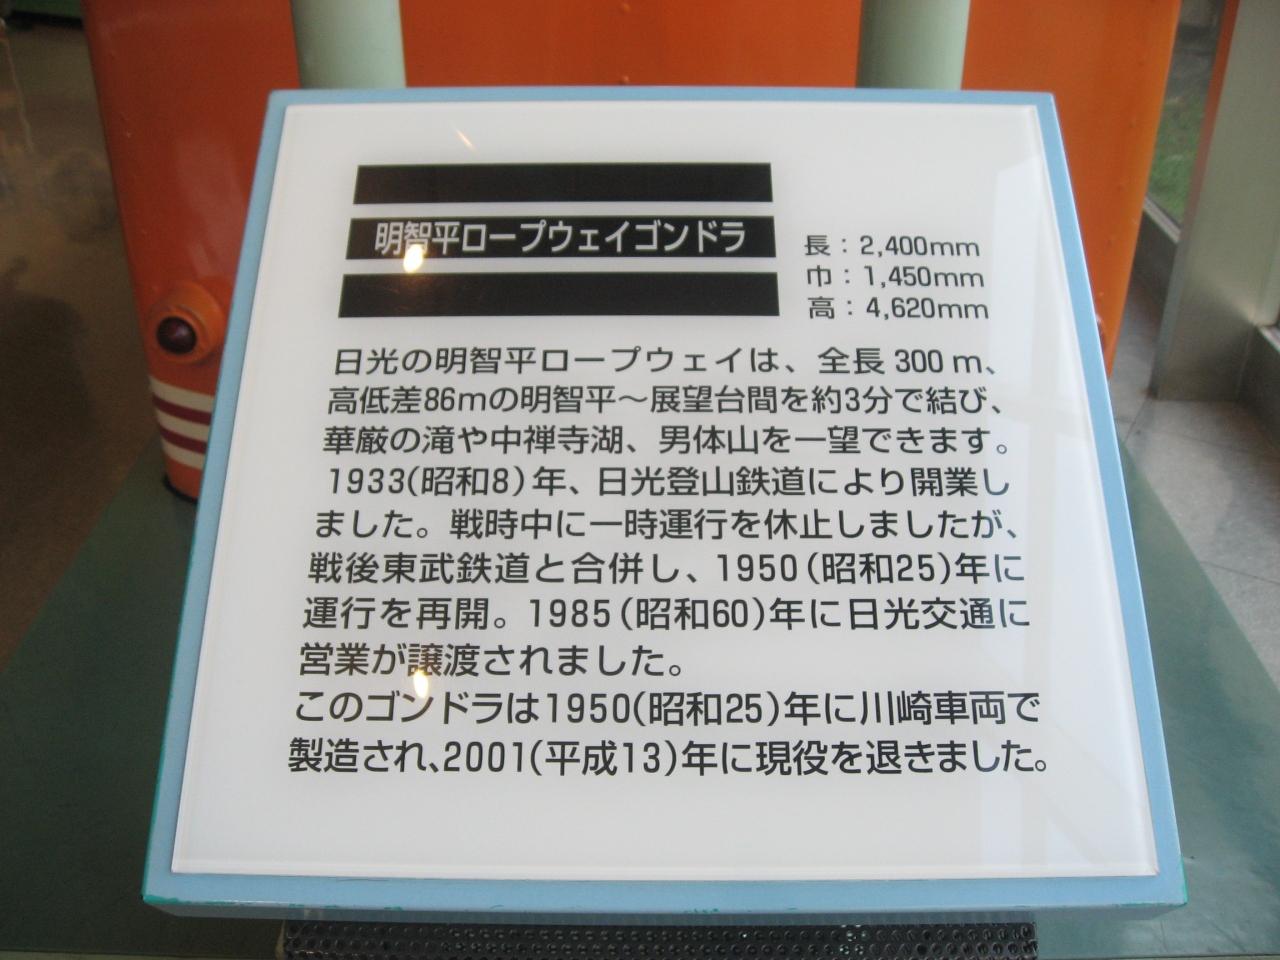 明智平ロープウェイゴンドラ
長：2,400mm
巾：1,450mm
高：4,620mm
日光の明智平ロープウェイは、全長300m、
高低差86mの明智平～展望台間を約3分で結び、
華厳の滝や中禅寺湖、男体山を一望できます。
1933(昭和8)年、日光登山鉄道により開業し
ました。戦時中に一時運行を休止しましたが、
戦後東武鉄道と合併し、1950(昭和25)年に
運行を再開。1985(昭和60)年に日光交通に
営業が譲渡されました。
このゴンドラは1950(昭和25)年に川崎車両で
製造され、2001(平成13)年に現役を退きました。